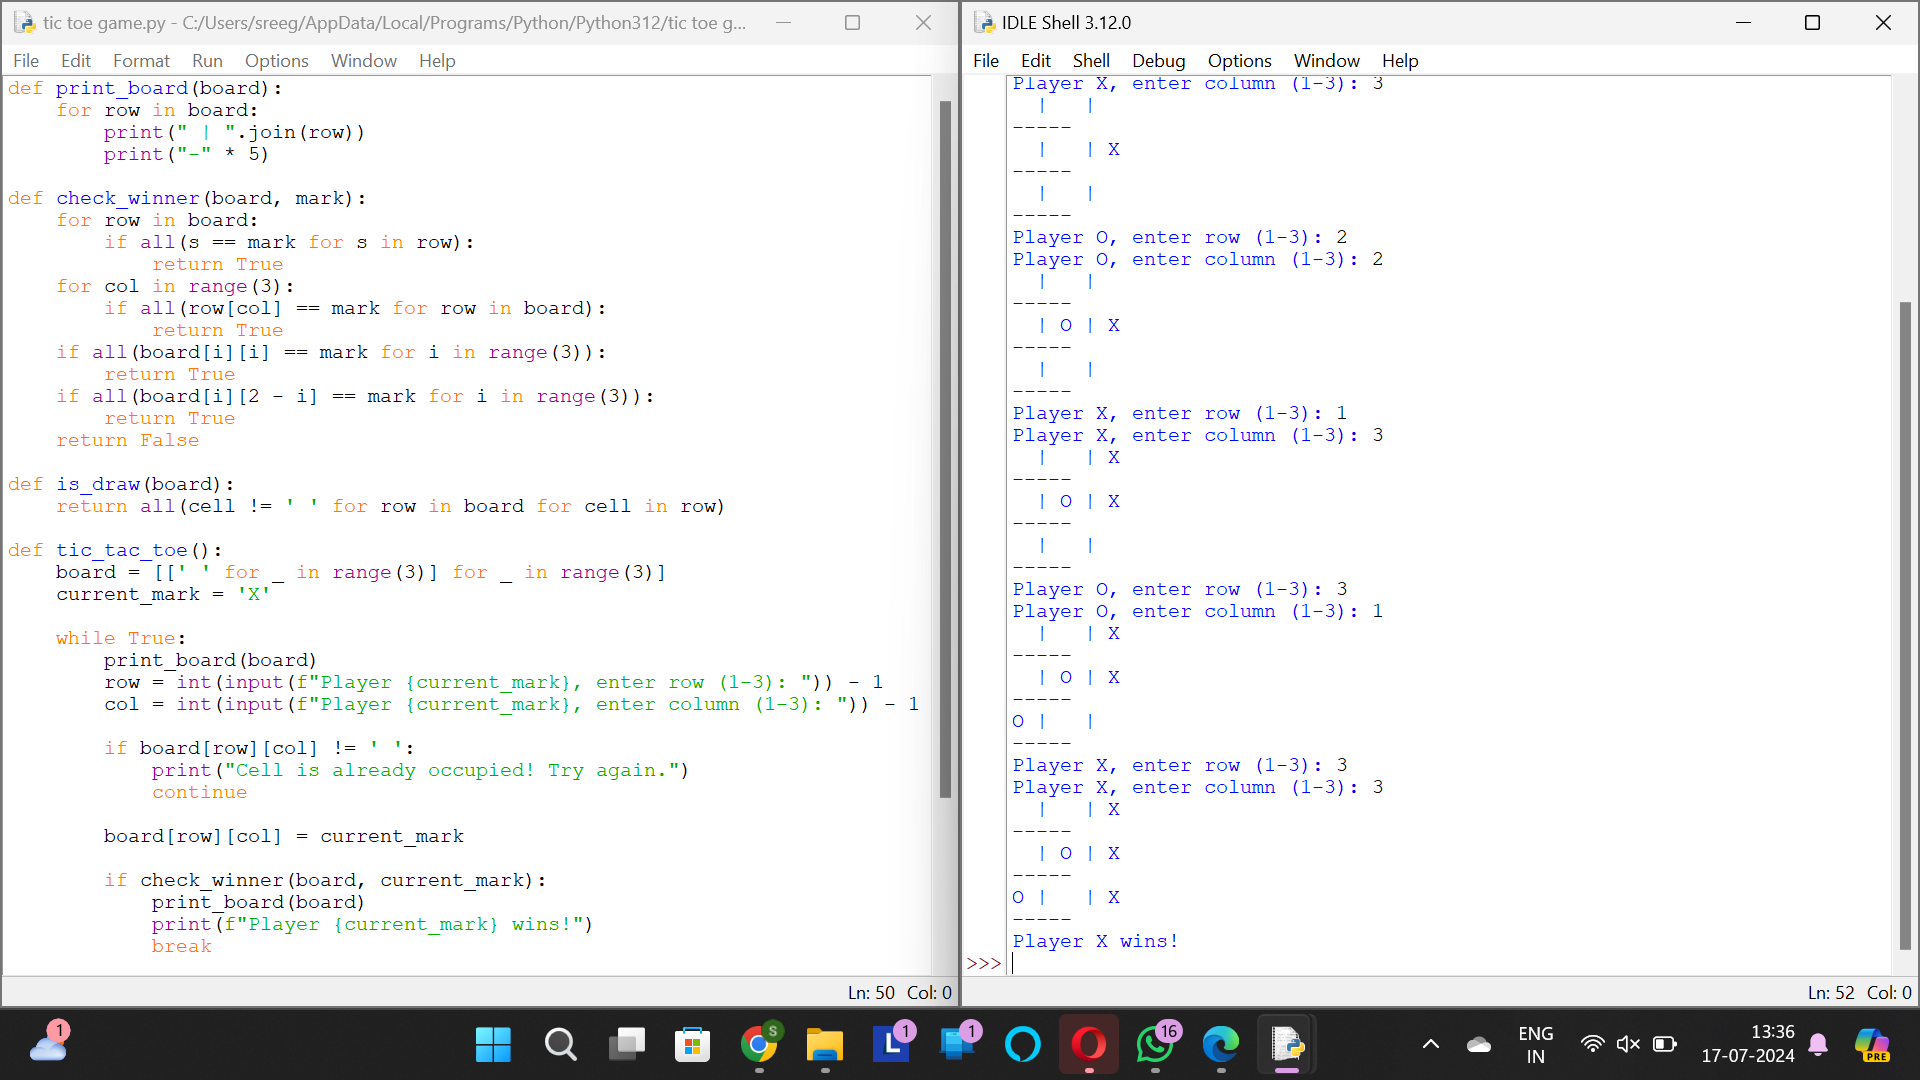 tic toe game.py - C:/Users/sreeg/AppData/Local/Programs/Python/Python312/tic toe g...
File Edit Format Run Options Window Help
def print_board(board):
    for row in board:
        print(" | ".join(row))
        print("-" * 5)

def check_winner(board, mark):
    for row in board:
        if all(s == mark for s in row):
            return True
    for col in range(3):
        if all(row[col] == mark for row in board):
            return True
    if all(board[i][i] == mark for i in range(3)):
        return True
    if all(board[i][2 - i] == mark for i in range(3)):
        return True
    return False

def is_draw(board):
    return all(cell != ' ' for row in board for cell in row)

def tic_tac_toe():
    board = [[' ' for _ in range(3)] for _ in range(3)]
    current_mark = 'X'

    while True:
        print_board(board)
        row = int(input(f"Player {current_mark}, enter row (1-3): ")) - 1
        col = int(input(f"Player {current_mark}, enter column (1-3): ")) - 1

        if board[row][col] != ' ':
            print("Cell is already occupied! Try again.")
            continue

        board[row][col] = current_mark

        if check_winner(board, current_mark):
            print_board(board)
            print(f"Player {current_mark} wins!")
            break
Ln: 50 Col: 0
IDLE Shell 3.12.0
File Edit Shell Debug Options Window Help
Player X, enter column (1-3): 3
  |   |
-----
  |   | X
-----
  |   |
-----
Player O, enter row (1-3): 2
Player O, enter column (1-3): 2
  |   |
-----
  | O | X
-----
  |   |
-----
Player X, enter row (1-3): 1
Player X, enter column (1-3): 3
  |   | X
-----
  | O | X
-----
  |   |
-----
Player O, enter row (1-3): 3
Player O, enter column (1-3): 1
  |   | X
-----
  | O | X
-----
O |   |
-----
Player X, enter row (1-3): 3
Player X, enter column (1-3): 3
  |   | X
-----
  | O | X
-----
O |   | X
-----
Player X wins!
>>>
Ln: 52 Col: 0
1
S
L 1
1
16
ENG
IN
13:36
17-07-2024
PRE